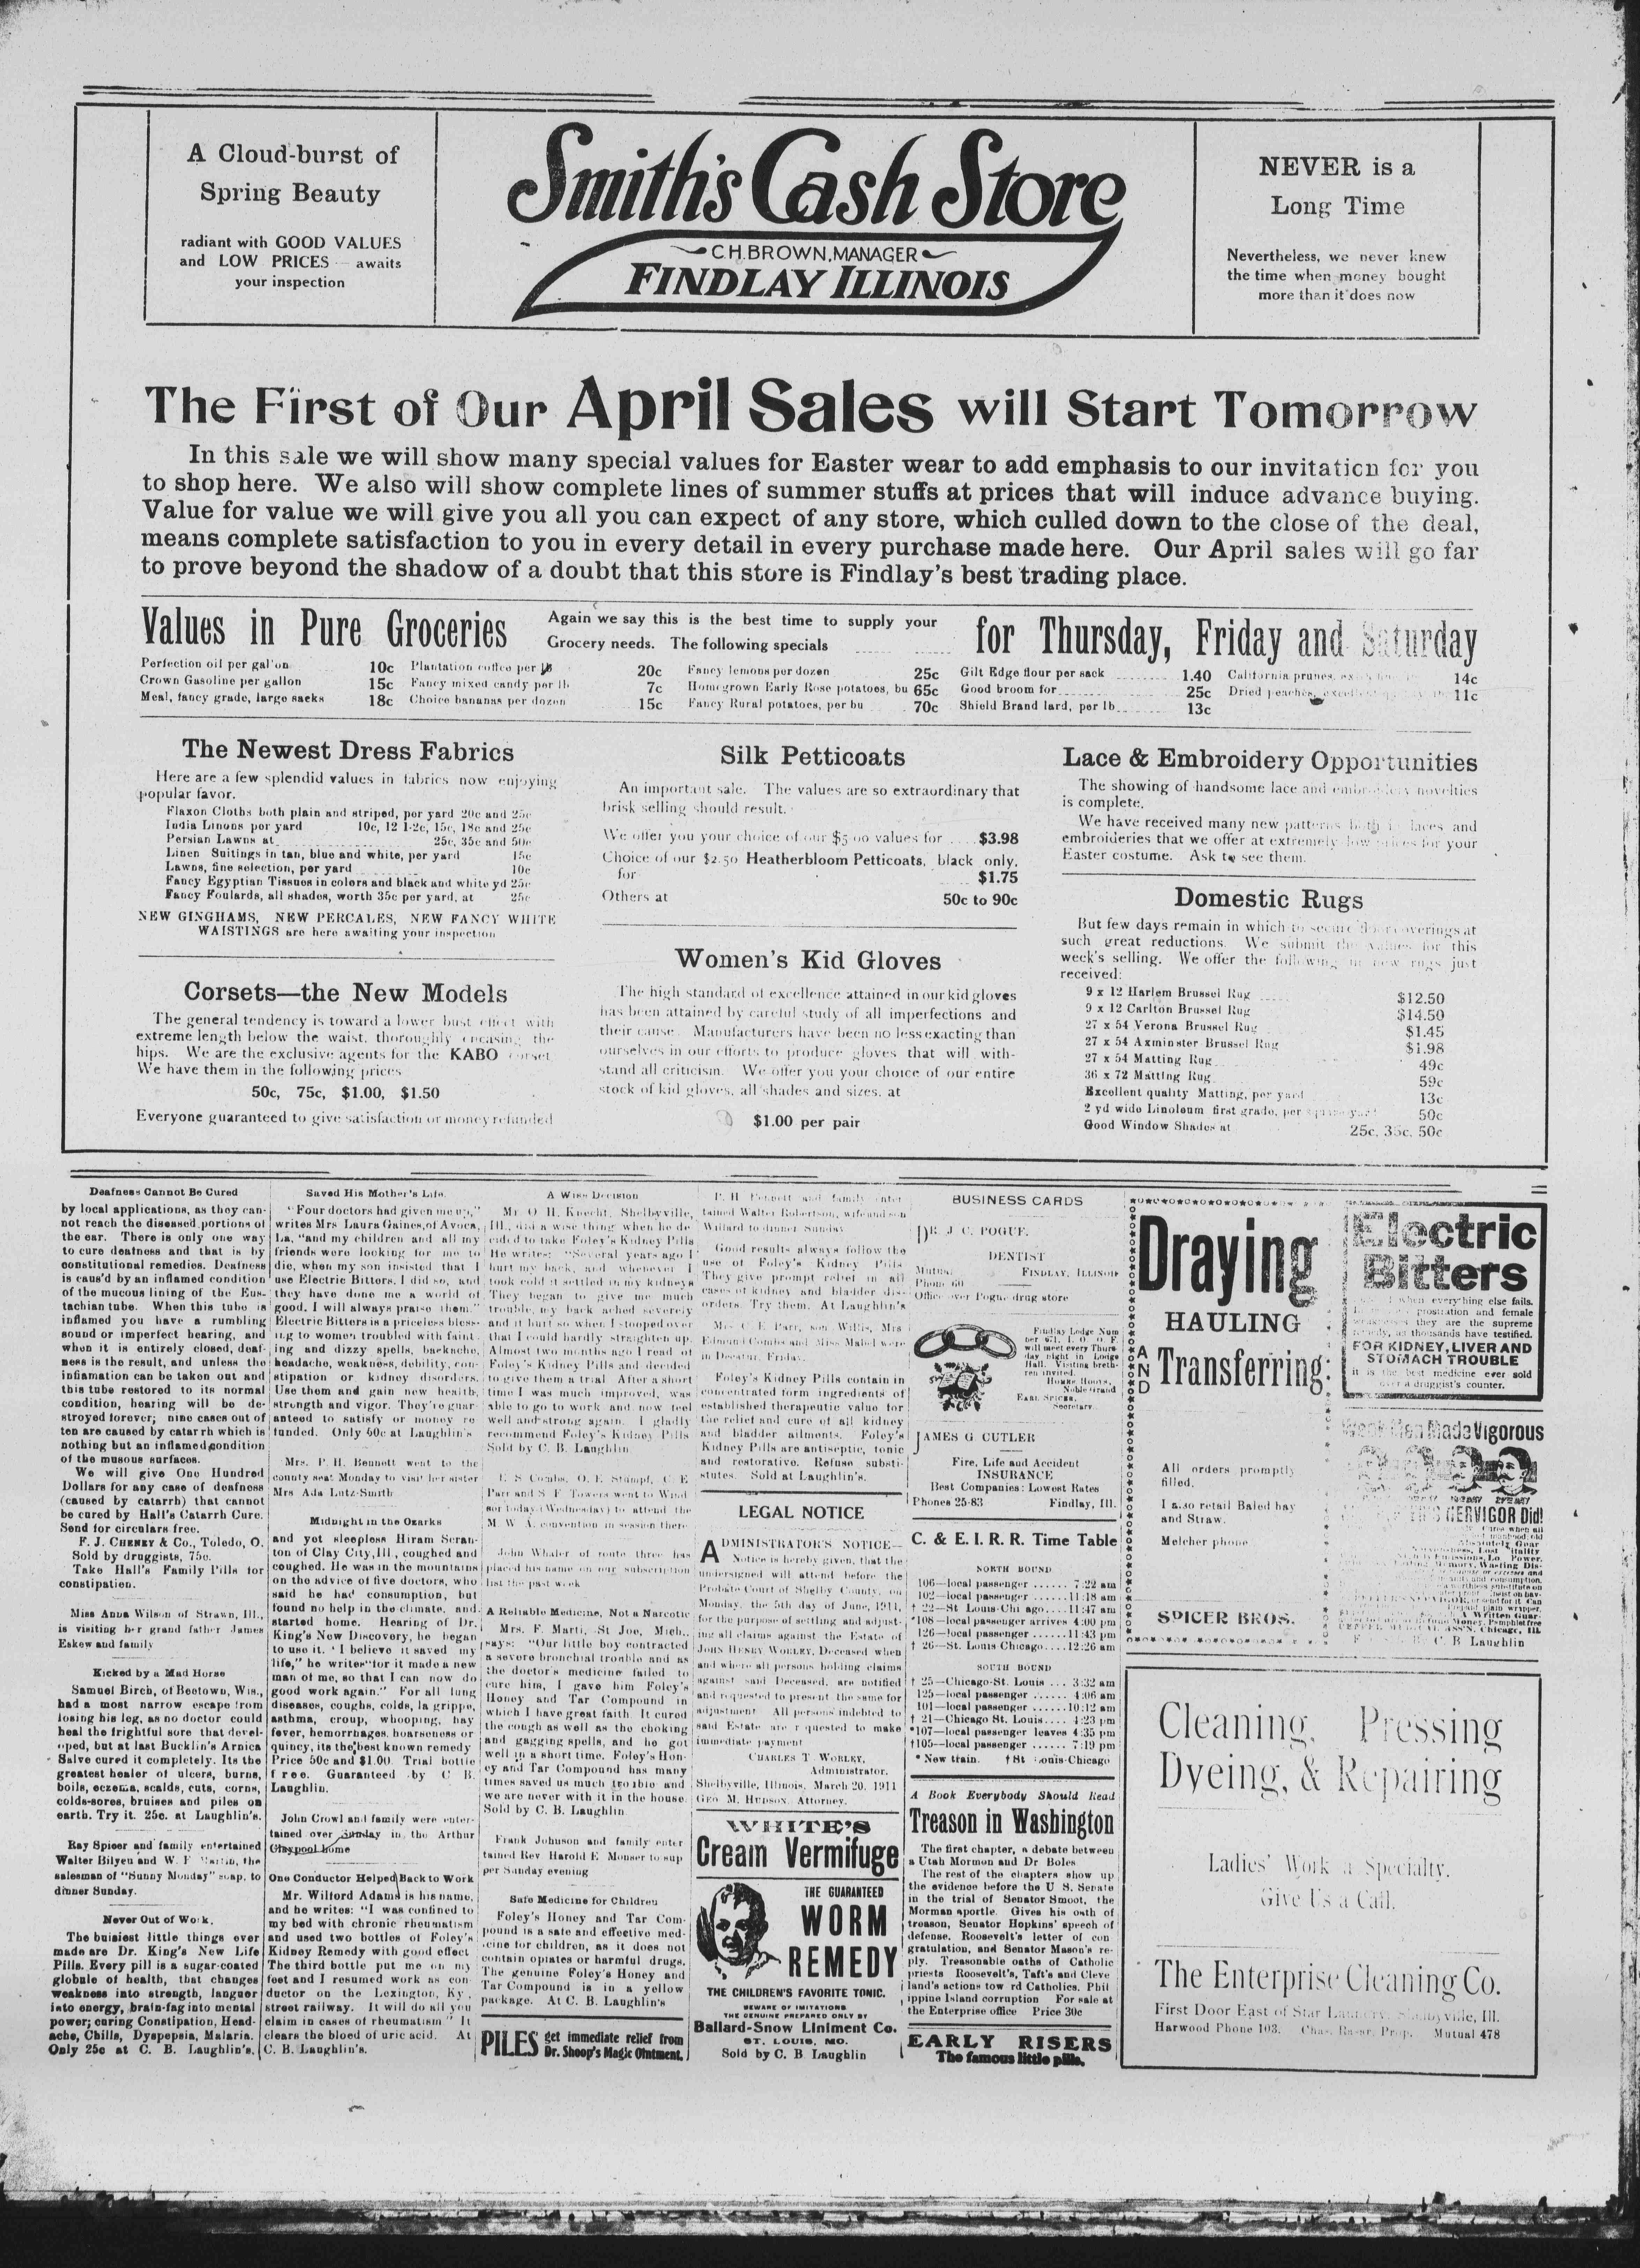 A Cloud-burst of
Spring Beauty
radiant with GOOD VALUES
and LOW PRICES — awaits
your inspection
Smith's Cash Store
C.H. BROWN, MANAGER
FINDLAY ILLINOIS
NEVER is a
Long Time
Nevertheless, we never knew
the time when money bought
more than it does now
The First of Our April Sales will Start Tomorrow
In this sale we will show many special values for Easter wear to add emphasis to our invitation for you
to shop here. We also will show complete lines of summer stuffs at prices that will induce advance buying.
Value for value we will give you all you can expect of any store, which culled down to the close of the deal,
means complete satisfaction to you in every detail in every purchase made here. Our April sales will go far
to prove beyond the shadow of a doubt that this store is Findlay's best trading place.
Values in Pure Groceries
Again we say this is the best time to supply your
Grocery needs. The following specials
for Thursday, Friday and Saturday
Perfection oil per gallon 10c
Crown Gasoline per gallon 15c
Meal, fancy grade, large sacks 18c
Plantation coffee per lb 20c
Fancy mixed candy per lb 7c
Choice bananas per dozen 15c
Fancy lemons per dozen 25c
Homegrown Early Rose potatoes, bu 65c
Fancy Rural potatoes, per bu 70c
Gilt Edge flour per sack 1.40
Good broom for 25c
Shield Brand lard, per lb 13c
California prunes, 14c
Dried peaches, 11c
The Newest Dress Fabrics
Here are a few splendid values in fabrics now enjoying
popular favor.
Flaxon Cloths both plain and striped, per yard 20c and 25c
India Linons per yard 10c, 12 1-2c, 15c, 18c and 25c
Persian Lawns at 25c, 35c and 50c
Linen Suitings in tan, blue and white, per yard 15c
Lawns, fine selection, per yard 10c
Fancy Egyptian Tissues in colors and black and white yd 25c
Fancy Foulards, all shades, worth 35c per yard, at 25c
NEW GINGHAMS, NEW PERCALES, NEW FANCY WHITE
WAISTINGS are here awaiting your inspection
Corsets—the New Models
The general tendency is toward a lower bust effect with
extreme length below the waist, thoroughly encasing the
hips. We are the exclusive agents for the KABO corset
We have them in the following prices
50c, 75c, $1.00, $1.50
Everyone guaranteed to give satisfaction or money refunded
Silk Petticoats
An important sale. The values are so extraordinary that
brisk selling should result.
We offer you your choice of our $5 00 values for $3.98
Choice of our $2.50 Heatherbloom Petticoats, black only,
for $1.75
Others at 50c to 90c
Women's Kid Gloves
The high standard of excellence attained in our kid gloves
has been attained by careful study of all imperfections and
their cause. Manufacturers have been no less exacting than
ourselves in our efforts to produce gloves that will with-
stand all criticism. We offer you your choice of our entire
stock of kid gloves, all shades and sizes, at
$1.00 per pair
Lace & Embroidery Opportunities
The showing of handsome lace and embroidery novelties
is complete.
We have received many new patterns both in laces and
embroideries that we offer at extremely low prices for your
Easter costume. Ask to see them.
Domestic Rugs
But few days remain in which to secure floor coverings at
such great reductions. We submit the values for this
week's selling. We offer the following in new rugs just
received:
9 x 12 Harlem Brussel Rug $12.50
9 x 12 Carlton Brussel Rug $14.50
27 x 54 Verona Brussel Rug $1.45
27 x 54 Axminster Brussel Rug $1.98
27 x 54 Matting Rug 49c
36 x 72 Matting Rug 59c
Excellent quality Matting, per yard 13c
2 yd wide Linoleum first grade, per square yard 50c
Good Window Shades at 25c, 35c, 50c
Deafness Cannot Be Cured
by local applications, as they can-
not reach the diseased portions of
the ear. There is only one way
to cure deafness and that is by
constitutional remedies. Deafness
is caus'd by an inflamed condition
of the mucous lining of the Eus-
tachian tube. When this tube is
inflamed you have a rumbling
sound or imperfect hearing, and
when it is entirely closed, deaf-
ness is the result, and unless the
infiamation can be taken out and
this tube restored to its normal
condition, hearing will be de-
stroyed forever; nine cases out of
ten are caused by catarrh which is
nothing but an inflamed condition
of the musous surfaces.
We will give One Hundred
Dollars for any case of deafness
(caused by catarrh) that cannot
be cured by Hall's Catarrh Cure.
Send for circulars free.
F. J. CHENEY & Co., Toledo, O.
Sold by druggists, 75c.
Take Hall's Family Pills for
constipation.
Miss Anna Wilson of Strawn, Ill.,
is visiting her grand father James
Eskew and family
Kicked by a Mad Horse
Samuel Birch, of Beetown, Wis.,
had a most narrow escape from
losing his leg, as no doctor could
heal the frightful sore that devel-
oped, but at last Bucklin's Arnica
Salve cured it completely. Its the
greatest healer of ulcers, burns,
boils, eczema, scalds, cuts, corns,
colds-sores, bruises and piles on
earth. Try it. 25c. at Laughlin's.
Ray Spicer and family entertained
Walter Bilyeu and W. F Martin, the
salesman of "Sunny Monday" soap, to
dinner Sunday.
Never Out of Work.
The buisiest little things ever
made are Dr. King's New Life
Pills. Every pill is a sugar-coated
globule of health, that changes
weakness into strength, languor
into energy, brain-fag into mental
power; curing Constipation, Head-
ache, Chills, Dyspepsia, Malaria.
Only 25c at C. B. Laughlin's.
Saved His Mother's Life.
"Four doctors had given me up,"
writes Mrs Laura Gaines, of Avoca,
La. "and my children and all my
friends were looking for me to
die, when my son insisted that I
use Electric Bitters. I did so, and
they have done me a world of
good. I will always praise them."
Electric Bitters is a priceless bless-
ing to women troubled with faint-
ing and dizzy spells, backache,
headache, weakness, debility, con-
stipation or kidney disorders.
Use them and gain new health,
strength and vigor. They're guar-
anteed to satisfy or money re
funded. Only 50c at Laughlin's
Mrs. P. H. Bennett went to the
county seat Monday to visit her sister
Mrs Ada Lutz-Smith
Midnight in the Ozarks
and yet sleepless Hiram Scran-
ton of Clay City, Ill., coughed and
coughed. He was in the mountains
on the advice of five doctors, who
said he had consumption, but
found no help in the climate, and
started home. Hearing of Dr.
King's New Discovery, he began
to use it. 'I believe it saved my
life," he writes "for it made a new
man of me, so that I can now do
good work again." For all lung
diseases, coughs, colds, la grippe,
asthma, croup, whooping, hay
fever, hemorrhages, hoarseness or
quincy, its the best known remedy
Price 50c and $1.00. Trial bottle
free. Guaranteed by C B.
Laughlin.
John Crowl and family were enter-
tained over Sunday in the Arthur
Claypool home
One Conductor Helped Back to Work
Mr. Wilford Adams is his name,
and he writes: "I was confined to
my bed with chronic rheumatism
and used two bottles of Foley's
Kidney Remedy with good effect
The third bottle put me on my
feet and I resumed work as con-
ductor on the Lexington, Ky.,
street railway. It will do all you
claim in cases of rheumatism" It
clears the blood of uric acid. At
C. B. Laughlin's.
A Wise Decision
Mr O. H. Knecht, Shelbyville,
Ill., did a wise thing when he de-
cided to take Foley's Kidney Pills
He writes: "Several years ago I
hurt my back, and whenever I
took cold it settled in my kidneys
They began to give me much
trouble, my back ached severely
and it hurt so when I stooped over
that I could hardly straighten up.
Almost two months ago I read of
Foley's Kidney Pills and decided
to give them a trial After a short
time I was much improved, was
able to go to work and now feel
well and strong again. I gladly
recommend Foley's Kidney Pills
Sold by C. B. Laughlin
E S Combs, O. E Stumpf, C E
Parr and S F Towers went to Wind
sor today (Wednesday) to attend the
M. W A. convention in session there
John Whaler of route three has
placed his name on our subscription
list the past week
A Reliable Medicine, Not a Narcotic
Mrs. F. Marti, St Joe, Mich.,
says: "Our little boy contracted
a severe bronchial trouble and as
the doctor's medicine failed to
cure him, I gave him Foley's
Honey and Tar Compound in
which I have great faith. It cured
the cough as well as the choking
and gagging spells, and he got
well in a short time. Foley's Hon-
ey and Tar Compound has many
times saved us much trouble and
we are never with it in the house
Sold by C. B. Laughlin
Frank Johnson and family enter
tained Rev Harold F. Mouser to sup
per Sunday evening
Safe Medicine for Children
Foley's Honey and Tar Com-
pound is a safe and effective med-
cine for children, as it does not
contain opiates or harmful drugs.
The genuine Foley's Honey and
Tar Compound is in a yellow
package. At C. B. Laughlin's
PILES get immediate relief from
Dr. Shoop's Magic Ointment.
P. H Bennett and family enter
tained Walter Robertson, wife and son
Willard to dinner Sunday
Good results always follow the
use of Foley's Kidney Pills
They give prompt relief in all
cases of kidney and bladder dis-
orders. Try them. At Laughlin's
Mrs C E Parr, son Willis, Mrs
Edmund Combs and Miss Mabel were
in Decatur, Friday.
Foley's Kidney Pills contain in
concentrated form ingredients of
established therapeutic value for
the relief and cure of all kidney
and bladder ailments. Foley's
Kidney Pills are antiseptic, tonic
and restorative. Refuse substi-
stutes. Sold at Laughlin's.
LEGAL NOTICE
ADMINISTRATOR'S NOTICE—
Notice is hereby given, that the
undersigned will attend before the
Probate Court of Shelby County, on
Monday, the 5th day of June, 1911,
for the purpose of settling and adjust-
ing all claims against the Estate of
JOHN HENRY WORLEY, Deceased when
and where all persons holding claims
against said Deceased, are notified
and requested to present the same for
adjustment All persons indebted to
said Estate are r quested to make
immediate payment
CHARLES T WORLEY,
Administrator.
Shelbyville, Illinois, March 20, 1911
GEO M. HUDSON, Attorney.
WHITE'S
Cream Vermifuge
THE GUARANTEED
WORM
REMEDY
THE CHILDREN'S FAVORITE TONIC.
BEWARE OF IMITATIONS
THE GENUINE PREPARED ONLY BY
Ballard-Snow Liniment Co.
ST. LOUIS, MO.
Sold by C. B Laughlin
BUSINESS CARDS
DR. J C. POGUE,
DENTIST
Mutual
Phone 60
FINDLAY, ILLINOIS
Office over Pogue drug store
Findlay Lodge Num
ber 671, I. O. O. F.
will meet every Thurs
day night in Lodge
Hall. Visiting breth-
ren invited.
Noble Grand
EARL SPICER,
Secretary.
JAMES G. CUTLER
Fire, Life and Accident
INSURANCE
Best Companies: Lowest Rates
Phones 25-83 Findlay, Ill.
C. & E. I. R. R. Time Table
NORTH BOUND
106—local passenger ...... 7:22 am
102—local passenger ...... 11:18 am
† 22—St. Louis-Chi ago .... 11:47 am
*108—local passenger arrives 4:00 pm
126—local passenger ...... 11:43 pm
† 26—St. Louis Chicago .... 12:26 am
SOUTH BOUND
† 25—Chicago-St. Louis ... 3:32 am
125—local passenger ...... 4:06 am
101—local passenger ...... 10:12 am
† 21—Chicago St. Louis .... 4:23 pm
*107—local passenger leaves 4:35 pm
†105—local passenger ...... 7:19 pm
* New train. †St Louis-Chicago
A Book Everybody Should Read
Treason in Washington
The first chapter, a debate between
a Utah Mormon and Dr Boles
The rest of the chapters show up
the evidence before the U S. Senate
in the trial of Senator Smoot, the
Morman aportle. Gives his oath of
treason, Senator Hopkins' speech of
defense, Roosevelt's letter of con
gratulation, and Senator Mason's re-
ply. Treasonable oaths of Catholic
priests Roosevelt's, Taft's and Cleve
land's actions tow rd Catholics. Phil
ippine Island corruption For sale at
the Enterprise office Price 30c
EARLY RISERS
The famous little pills.
Draying
HAULING
AND
Transferring
All orders promptly
filled.
I also retail Baled hay
and Straw.
Melcher phone
SPICER BROS.
Electric
Bitters
when everything else fails.
prostration and female
they are the supreme
remedy, as thousands have testified.
FOR KIDNEY, LIVER AND
STOMACH TROUBLE
it is the best medicine ever sold
over a druggist's counter.
Weak Men Made Vigorous
NERVIGOR Did!
C. B Laughlin
Cleaning, Pressing
Dyeing, & Repairing
Ladies' Work a Specialty.
Give Us a Call.
The Enterprise Cleaning Co.
First Door East of Star Laundry, Shelbyville, Ill.
Harwood Phone 103. Prop. Mutual 478